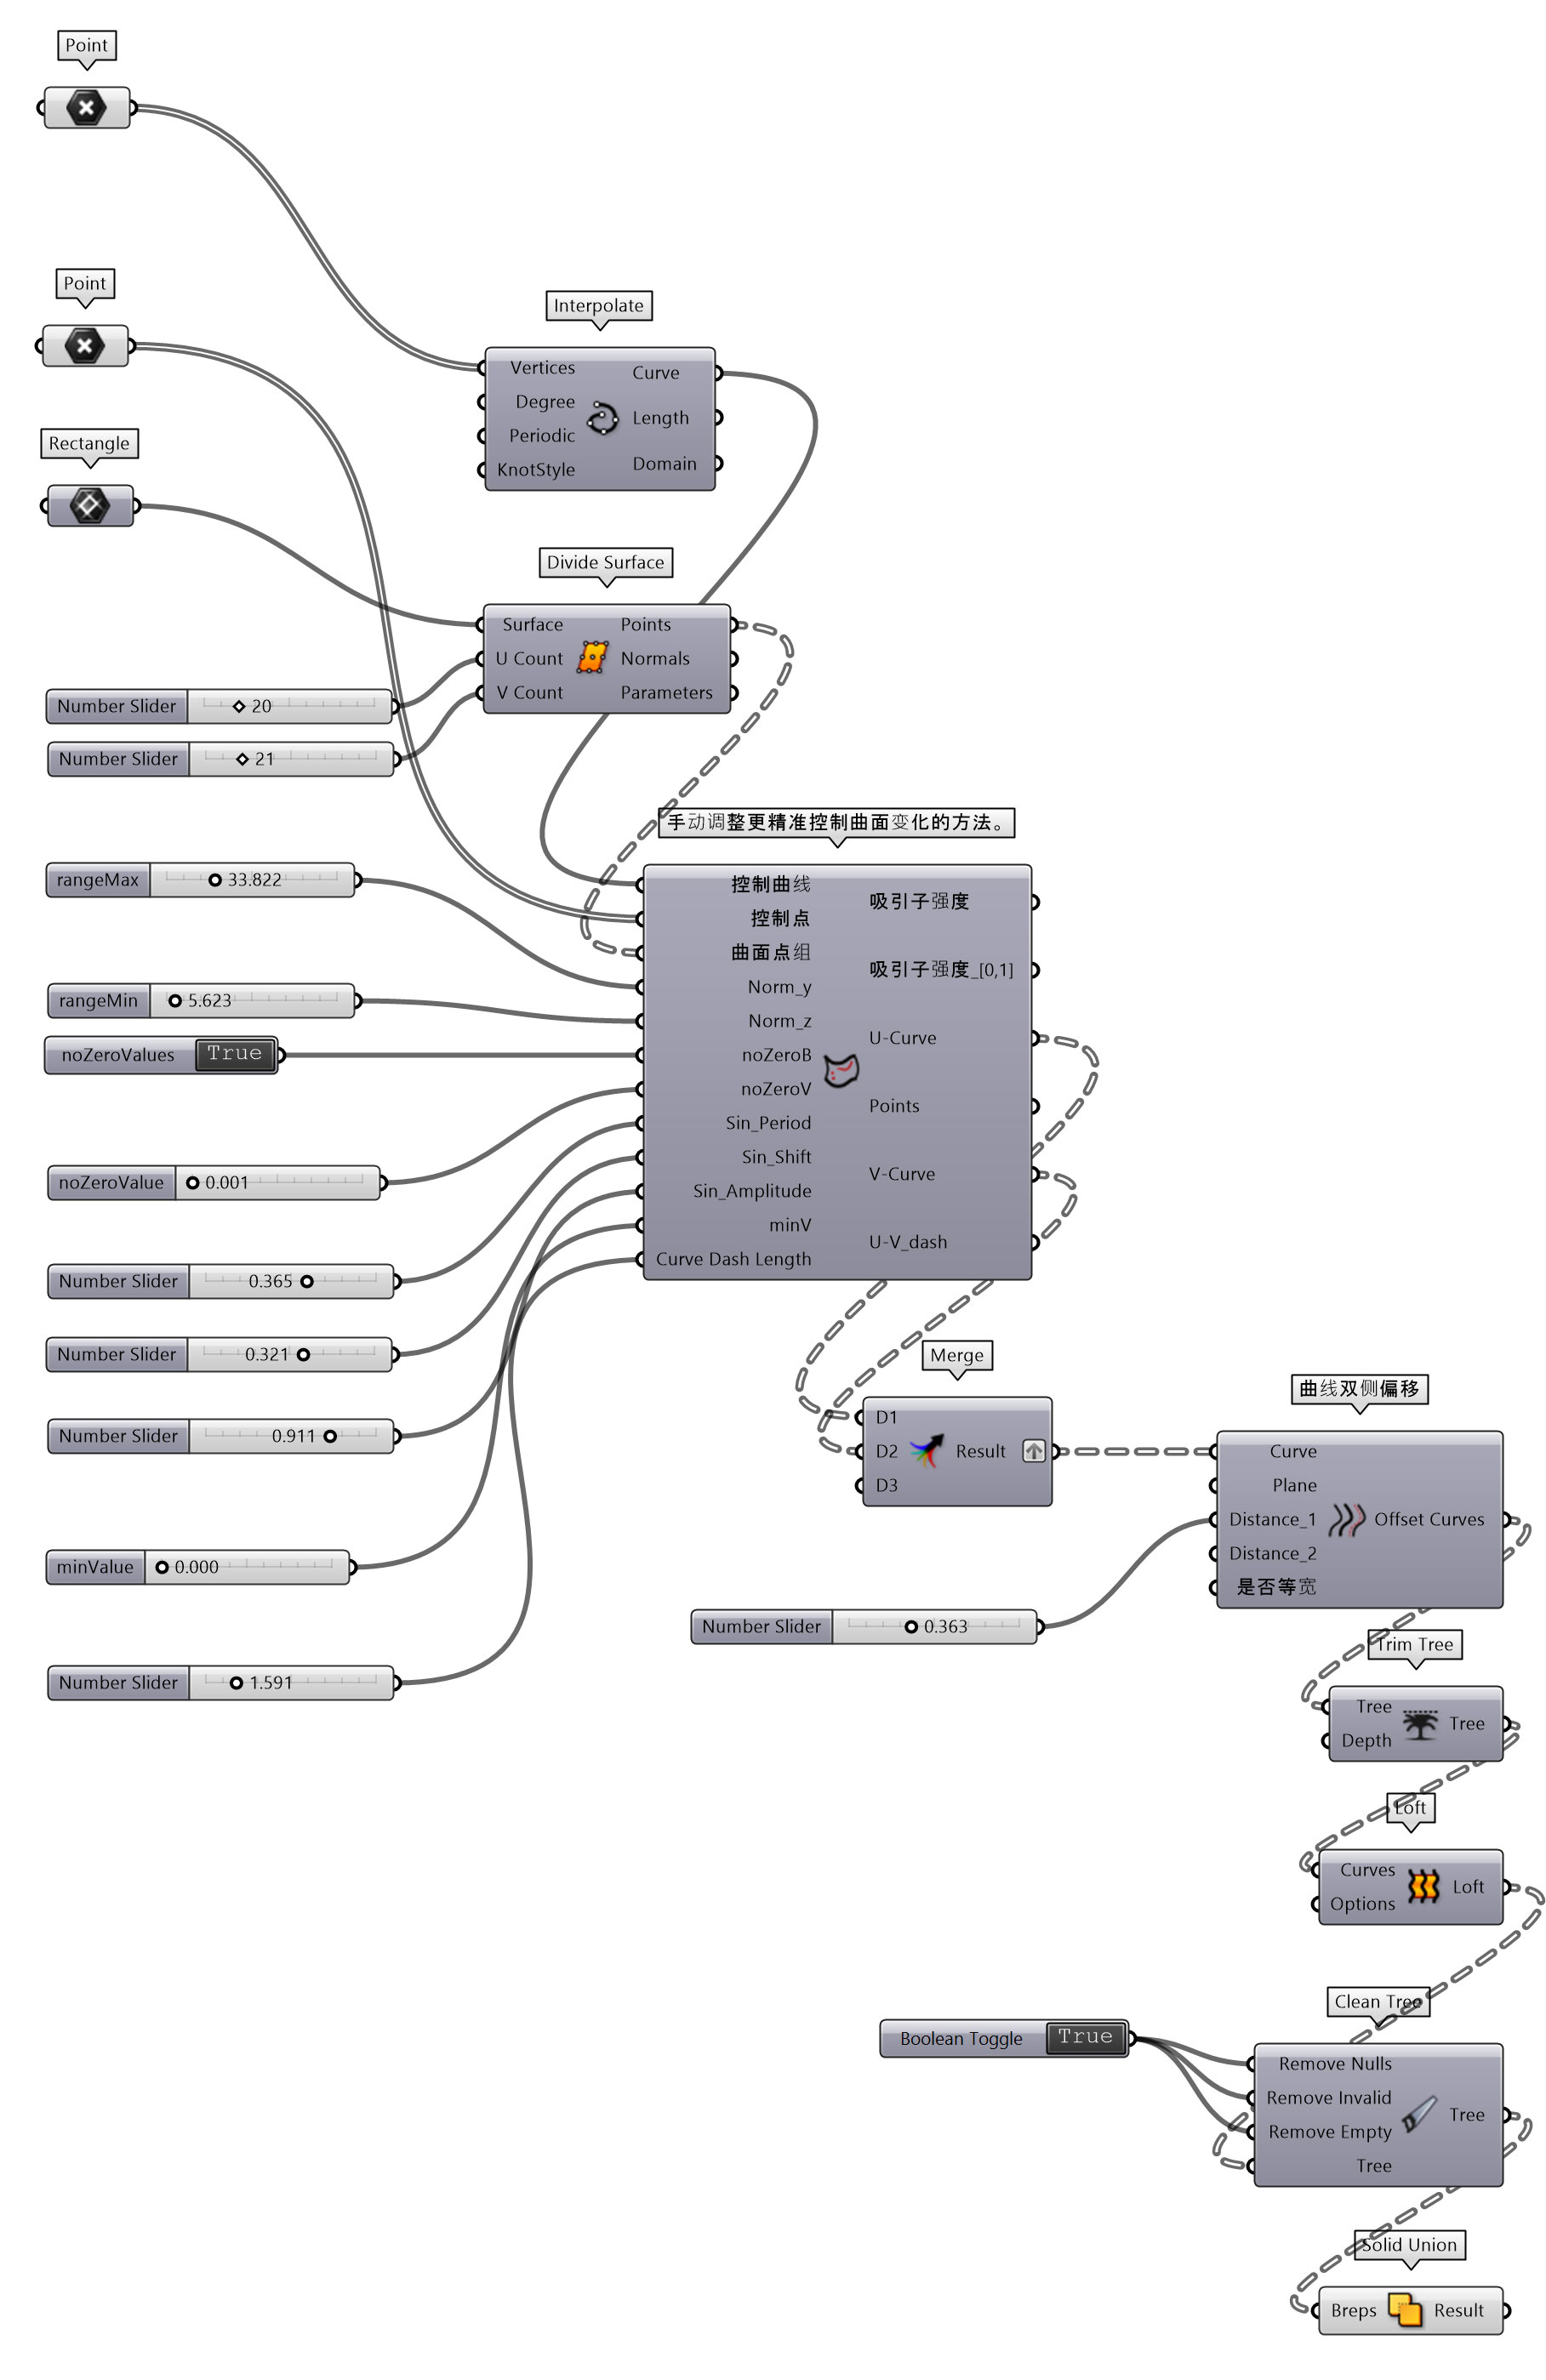 Point
Point
Interpolate
Vertices
Curve
Degree
Length
Periodic
Domain
KnotStyle
Rectangle
Divide Surface
Surface
Points
U Count
Normals
V Count
Parameters
Number Slider
20
Number Slider
21
手动调整更精准控制曲面变化的方法。
rangeMax
33.822
rangeMin
5.623
noZeroValues
True
noZeroValue
0.001
Number Slider
0.365
Number Slider
0.321
Number Slider
0.911
minValue
0.000
Number Slider
1.591
控制曲线
控制点
曲面点组
Norm_y
Norm_z
noZeroB
noZeroV
Sin_Period
Sin_Shift
Sin_Amplitude
minV
Curve Dash Length
吸引子强度
吸引子强度_[0,1]
U-Curve
Points
V-Curve
U-V_dash
Merge
D1
D2
Result
D3
曲线双侧偏移
Curve
Plane
Distance_1
Offset Curves
Distance_2
是否等宽
Number Slider
0.363
Trim Tree
Tree
Tree
Depth
Loft
Curves
Loft
Options
Clean Tree
Boolean Toggle
True
Remove Nulls
Remove Invalid
Tree
Remove Empty
Tree
Solid Union
Breps
Result